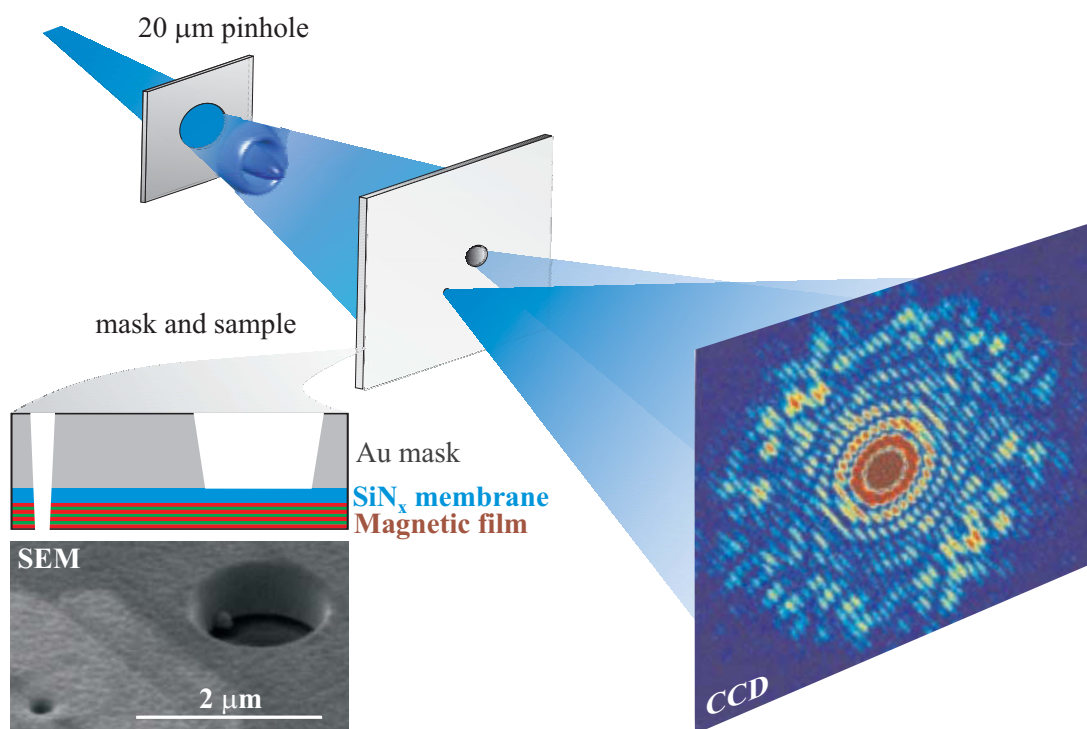 20 μm pinhole
mask and sample
Au mask
SiNx membrane
Magnetic film
SEM
2 μm
CCD